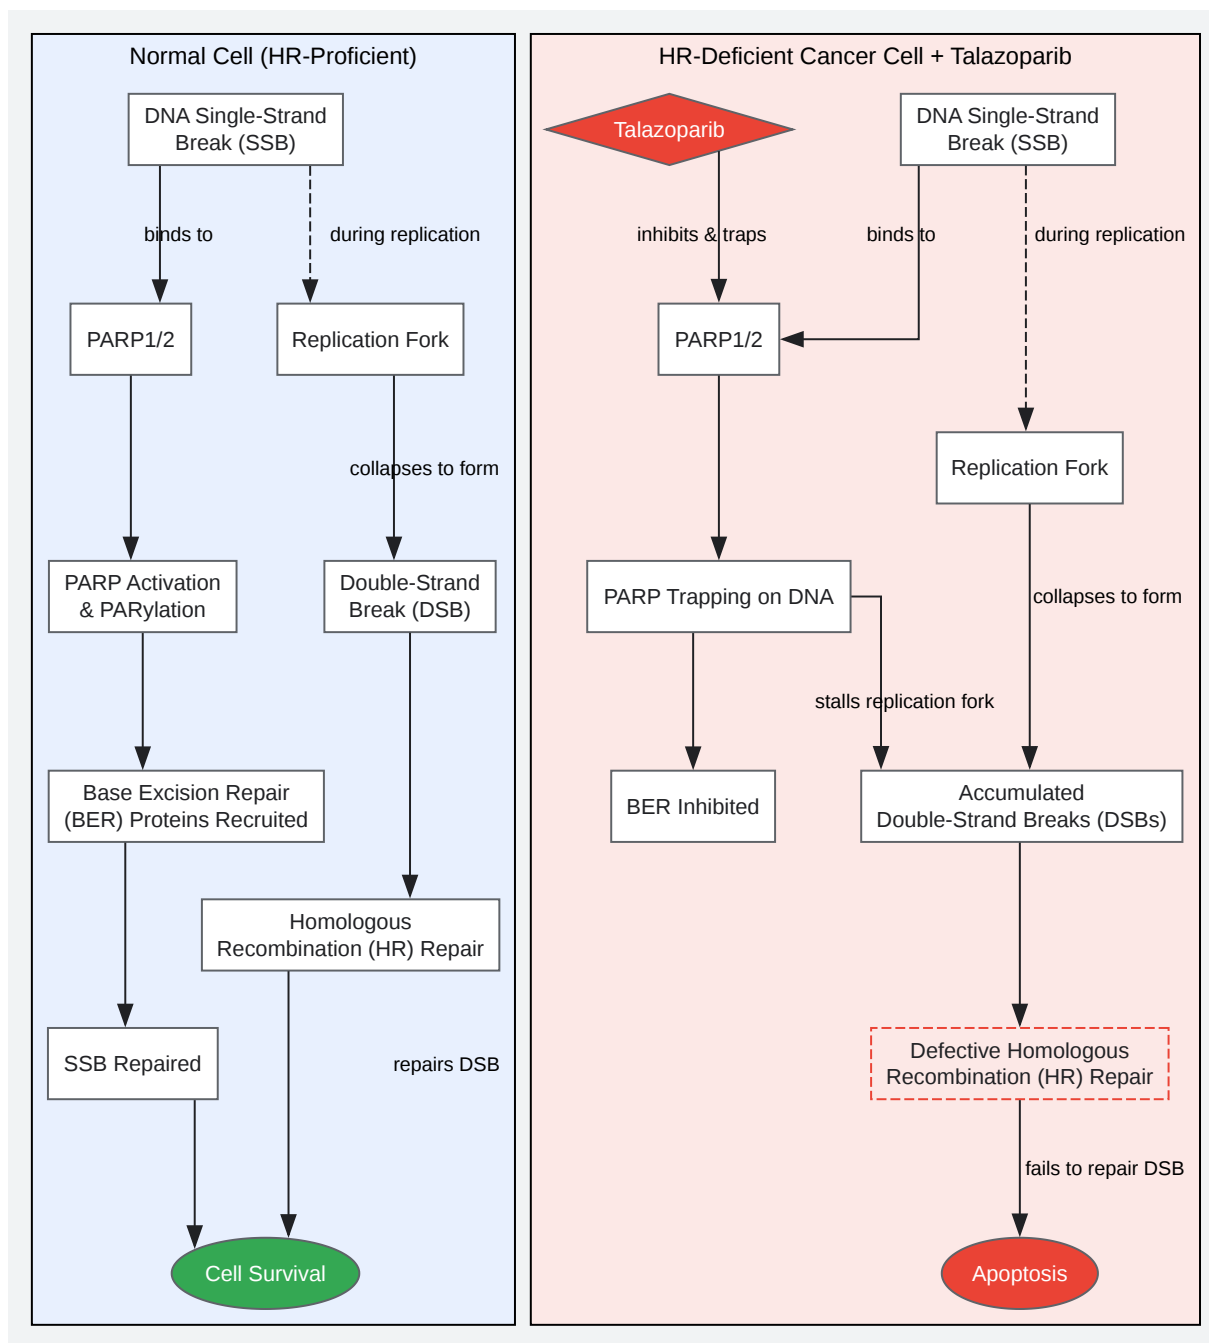 Normal Cell (HR-Proficient)
DNA Single-Strand
Break (SSB)
binds to
during replication
PARP1/2
Replication Fork
collapses to form
PARP Activation
& PARylation
Double-Strand
Break (DSB)
Base Excision Repair
(BER) Proteins Recruited
Homologous
Recombination (HR) Repair
SSB Repaired
repairs DSB
Cell Survival
HR-Deficient Cancer Cell + Talazoparib
Talazoparib
DNA Single-Strand
Break (SSB)
inhibits & traps
binds to
during replication
PARP1/2
Replication Fork
PARP Trapping on DNA
collapses to form
stalls replication fork
BER Inhibited
Accumulated
Double-Strand Breaks (DSBs)
Defective Homologous
Recombination (HR) Repair
fails to repair DSB
Apoptosis